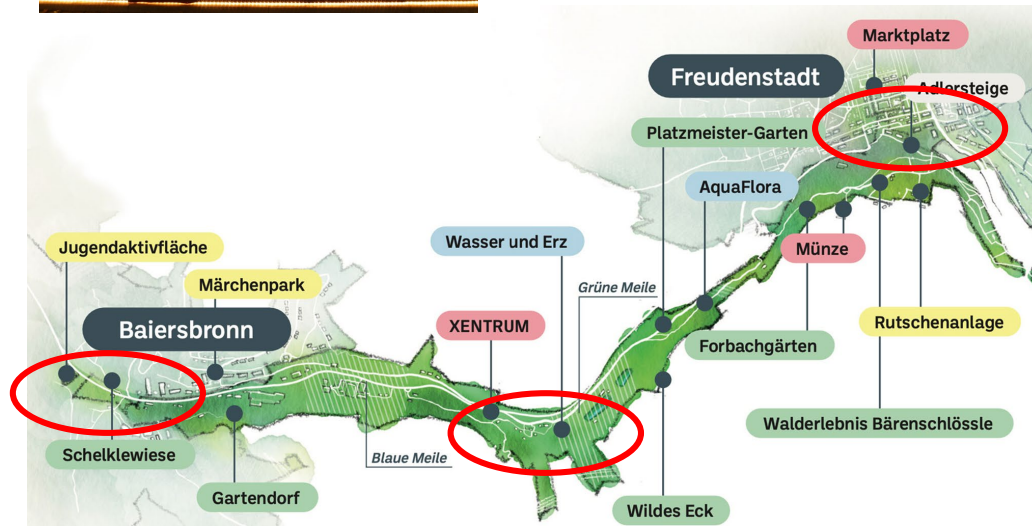 Marktplatz
Freudenstadt
Adlersteige
Platzmeister-Garten
AquaFlora
Jugendaktivfläche
Wasser und Erz
Münze
Märchenpark
Grüne Meile
Baiersbronn
XENTRUM
Rutschenanlage
Forbachgärten
Walderlebnis Bärenschlössle
Schelklewiese
Blaue Meile
Gartendorf
Wildes Eck